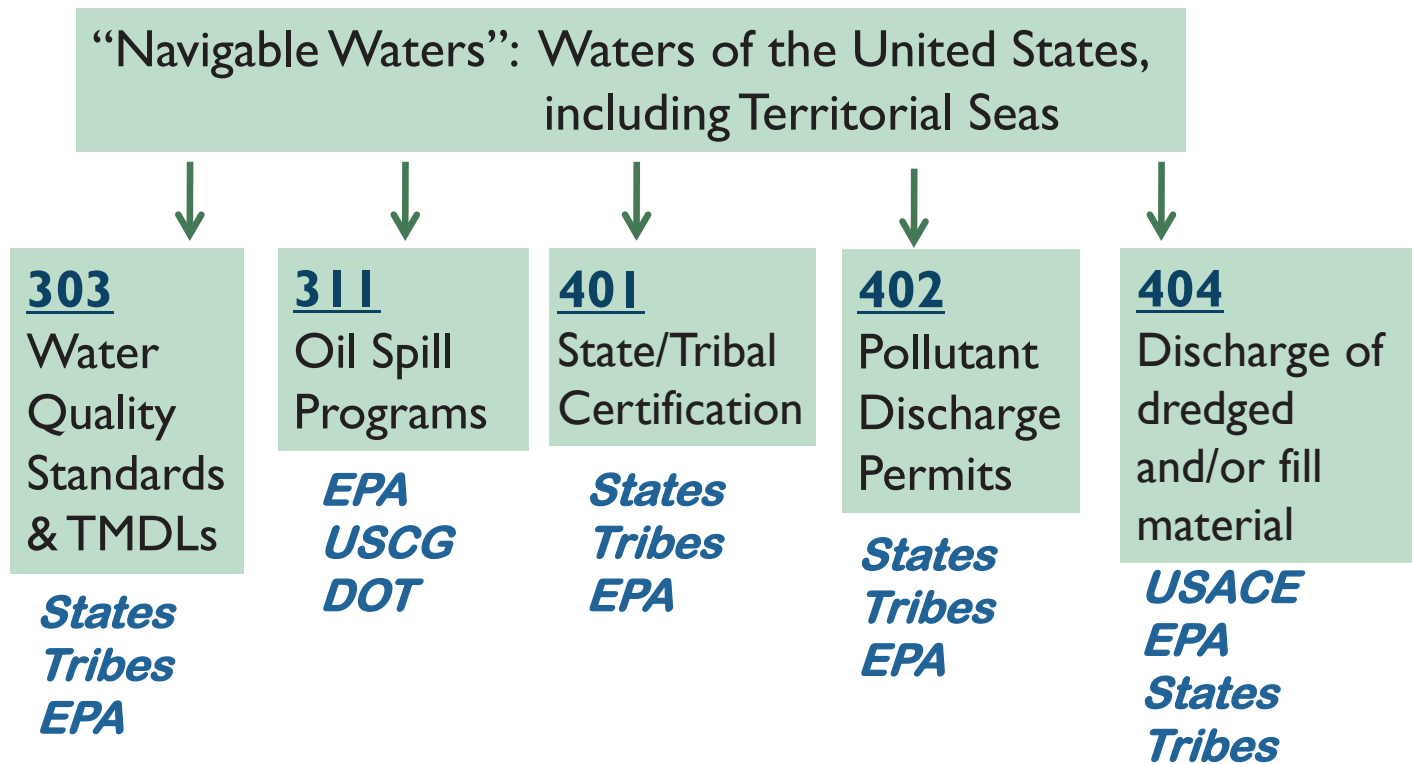 “Navigable Waters”: Waters of the United States,
including Territorial Seas
303
Water
Quality
Standards
& TMDLs
States
Tribes
EPA
311
Oil Spill
Programs
EPA
USCG
DOT
401
State/Tribal
Certification
States
Tribes
EPA
402
Pollutant
Discharge
Permits
States
Tribes
EPA
404
Discharge of
dredged
and/or fill
material
USACE
EPA
States
Tribes